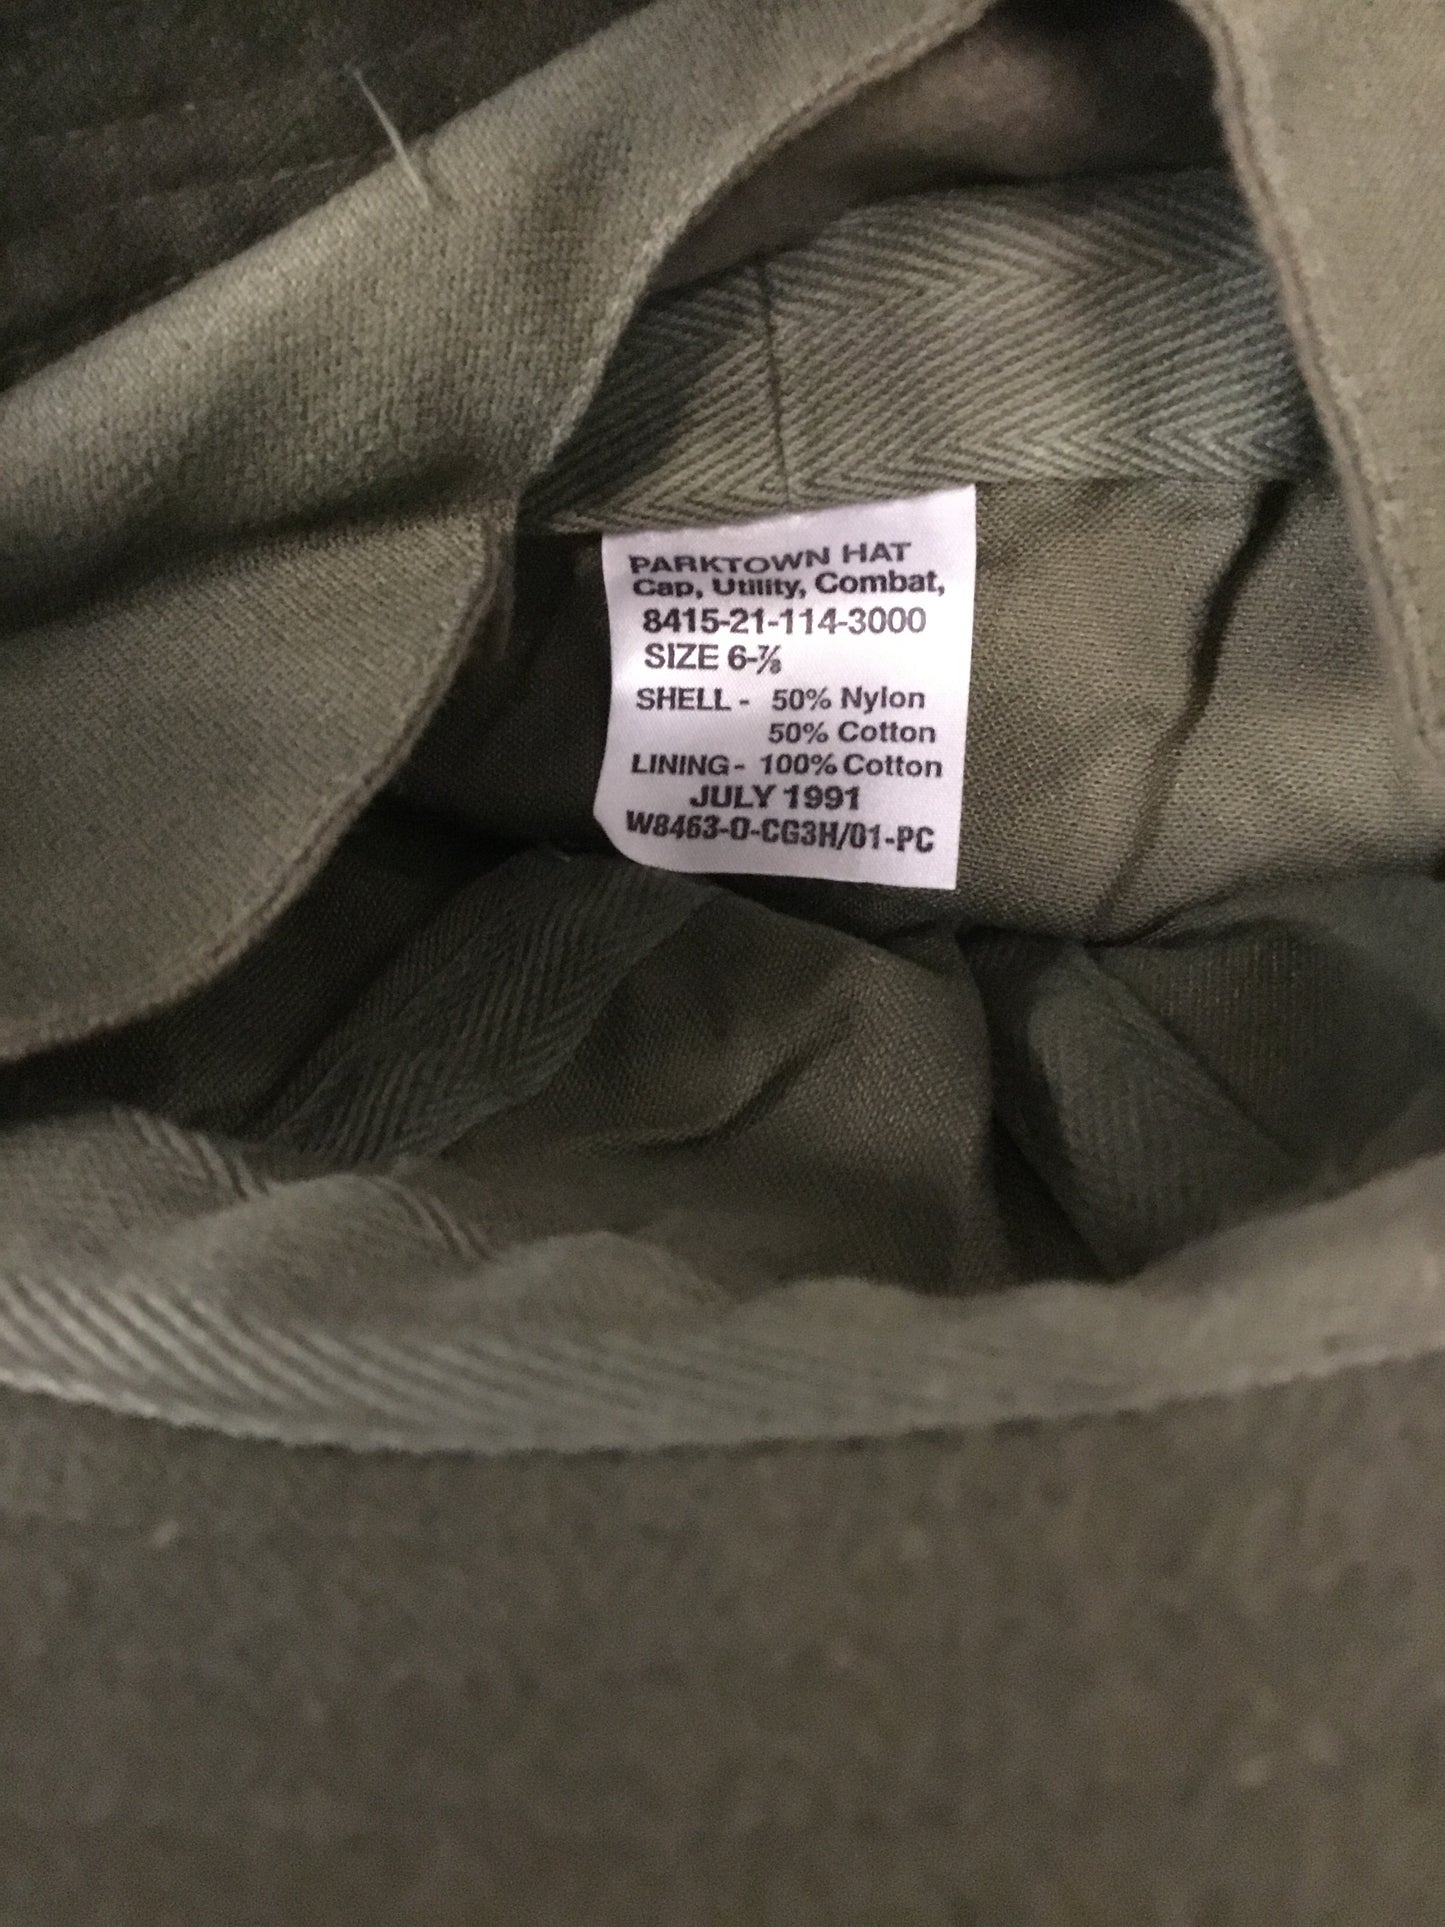 PARKTOWN HAT
Cap, Utility, Combat,
8415-21-114-3000
SIZE 6-⅞
SHELL - 50% Nylon
50% Cotton
LINING - 100% Cotton
JULY 1991
W8463-0-CG3H/01-PC